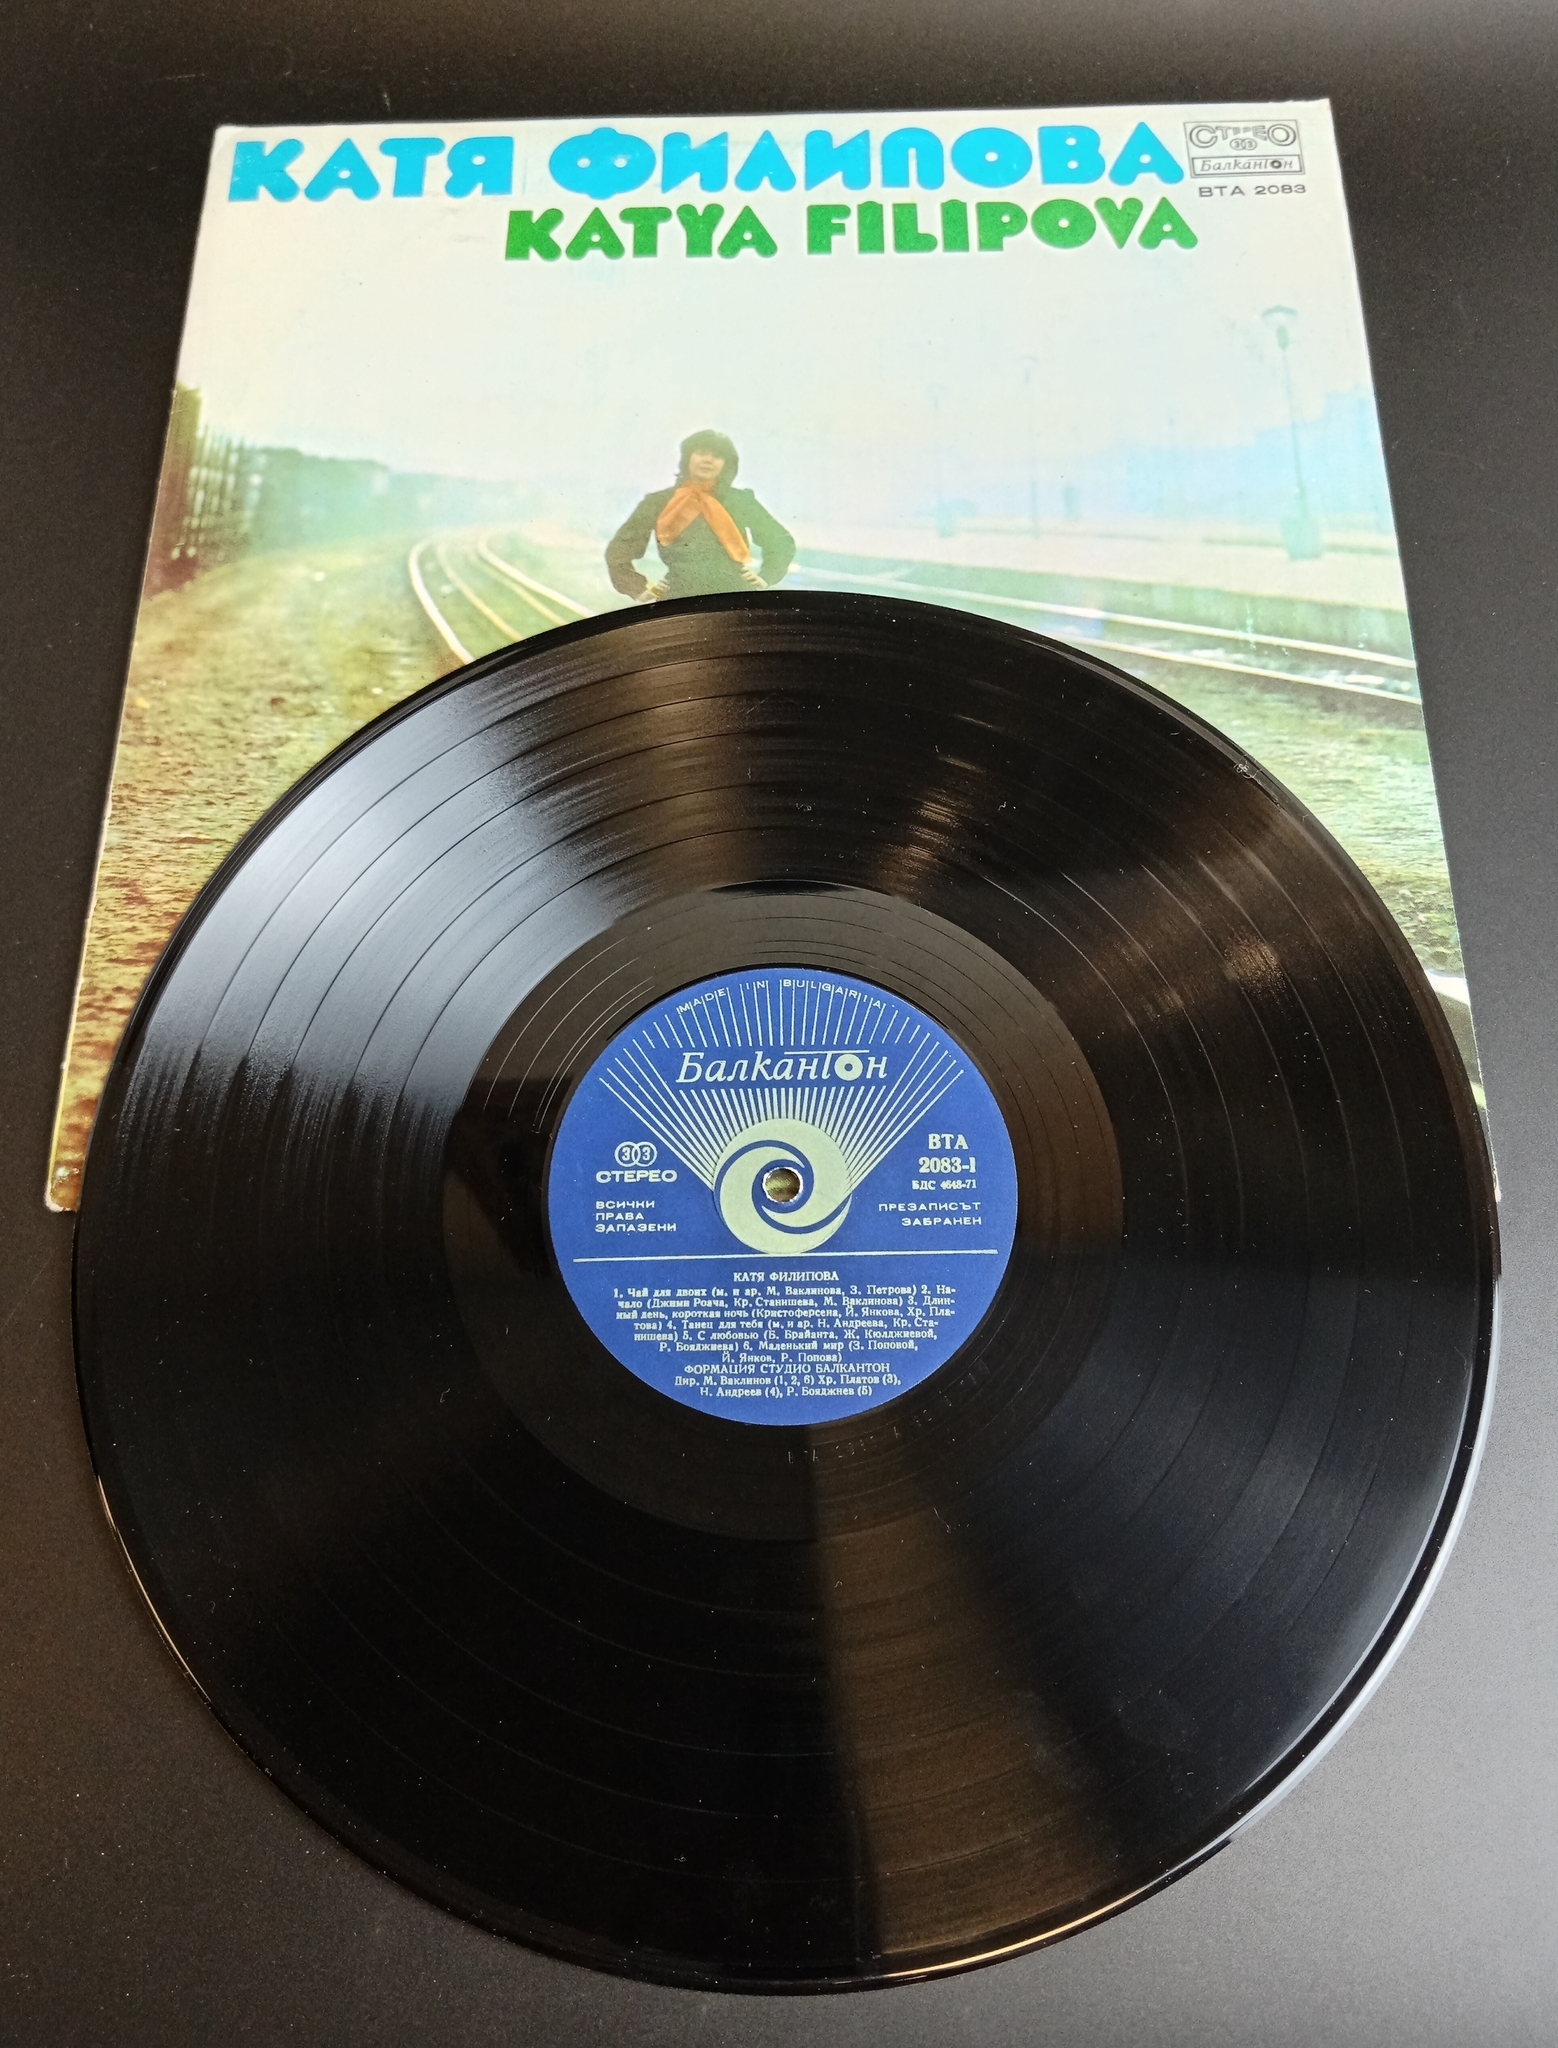 КАТЯ ФИЛИПОВА
KATYA FILIPOVA
СТЕРЕО
33
Балкантон
ВТА 2083
MADE IN BULGARIA
Балкантон
33
СТЕРЕО
ВСИЧКИ
ПРАВА
ЗАПАЗЕНИ
ВТА
2083-I
БДС 4648-71
ПРЕЗАПИСЪТ
ЗАБРАНЕН
КАТЯ ФИЛИПОВА
1. Чай для двоих (м. и ар. М. Ваклинова, З. Петрова) 2. На-
чало (Джими Роача, Кр. Станишева, М. Ваклинова) 3. Длин-
ный день, короткая ночь (Кристоферсена, Й. Янкова, Хр. Пла-
това) 4. Танец для тебя (м. и ар. Н. Андреева, Кр. Ста-
нишева) 5. С любовью (Б. Брайанта, Ж. Кюлджиевой,
Р. Бояджиева) 6. Маленький мир (З. Поповой,
Й. Янков, Р. Попова)
ФОРМАЦИЯ СТУДИО БАЛКАНТОН
Дир. М. Ваклинов (1, 2, 6) Хр. Платов (3),
Н. Андреев (4), Р. Бояджиев (5)